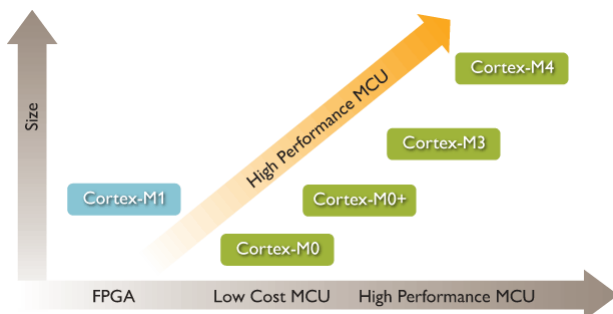 Cortex-M4
High Performance MCU
Size
Cortex-M3
Cortex-M1
Cortex-M0+
Cortex-M0
FPGA
Low Cost MCU
High Performance MCU